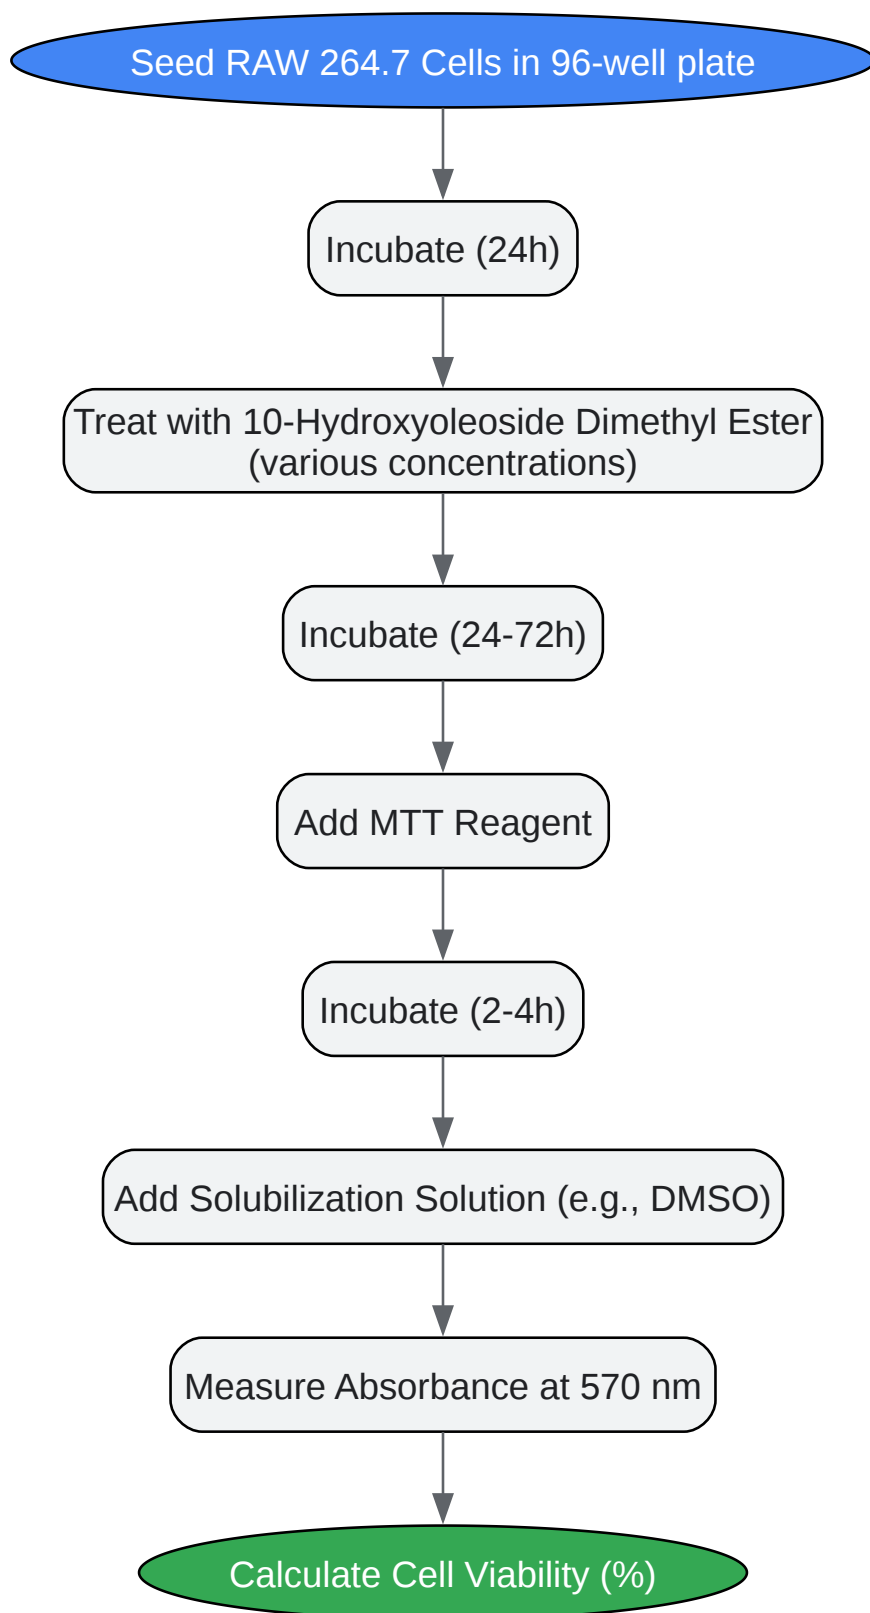 Seed RAW 264.7 Cells in 96-well plate
Incubate (24h)
Treat with 10-Hydroxyoleoside Dimethyl Ester
(various concentrations)
Incubate (24-72h)
Add MTT Reagent
Incubate (2-4h)
Add Solubilization Solution (e.g., DMSO)
Measure Absorbance at 570 nm
Calculate Cell Viability (%)